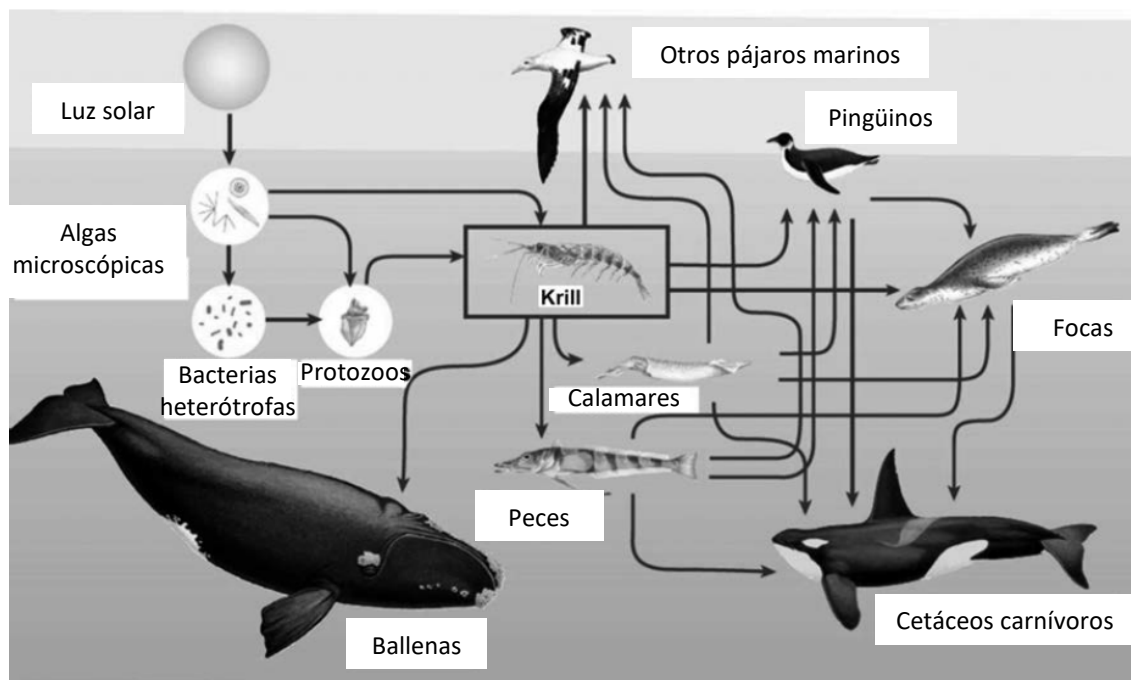 Otros pájaros marinos
Luz solar
Pingüinos
Algas
microscópicas
Krill
Focas
Bacterias
heterótrofas
Protozoos
Calamares
Peces
Cetáceos carnívoros
Ballenas